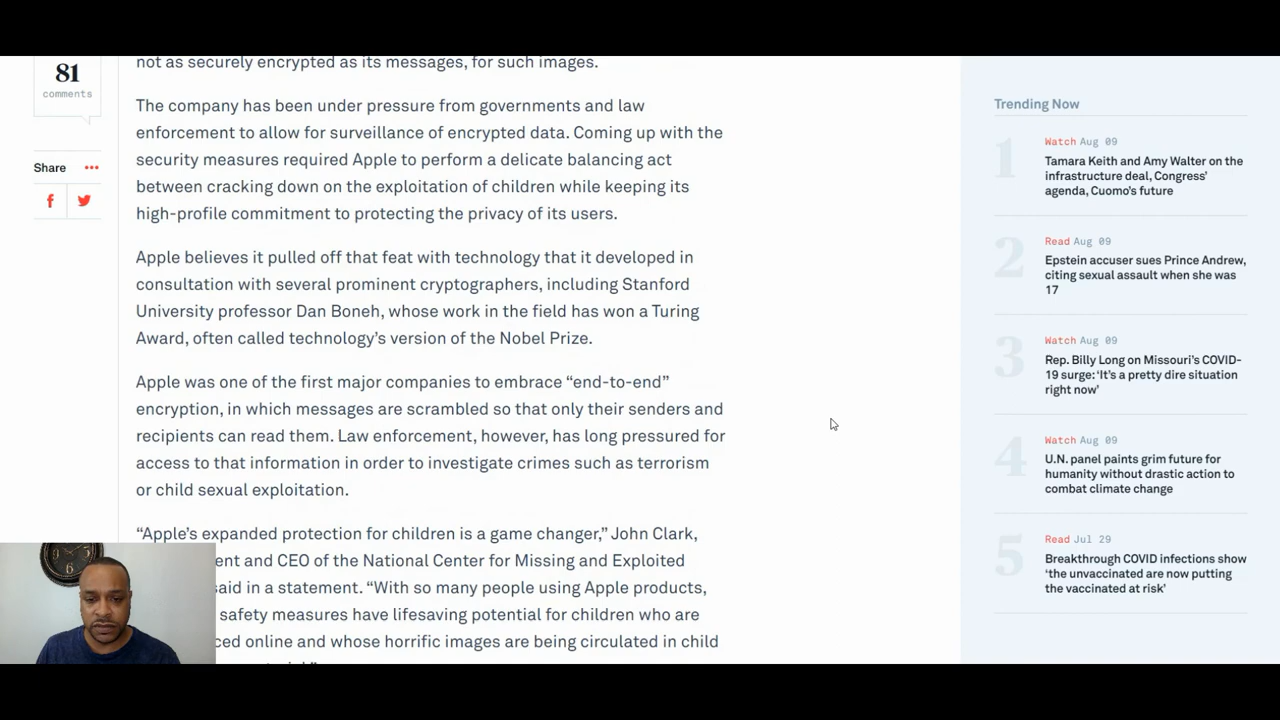 not as securely encrypted as its messages, for such images.
81
comments
Share
The company has been under pressure from governments and law
enforcement to allow for surveillance of encrypted data. Coming up with the
security measures required Apple to perform a delicate balancing act
between cracking down on the exploitation of children while keeping its
high-profile commitment to protecting the privacy of its users.
Apple believes it pulled off that feat with technology that it developed in
consultation with several prominent cryptographers, including Stanford
University professor Dan Boneh, whose work in the field has won a Turing
Award, often called technology's version of the Nobel Prize.
Apple was one of the first major companies to embrace “end-to-end”
encryption, in which messages are scrambled so that only their senders and
recipients can read them. Law enforcement, however, has long pressured for
access to that information in order to investigate crimes such as terrorism
or child sexual exploitation.
“Apple's expanded protection for children is a game changer,” John Clark,
ent and CEO of the National Center for Missing and Exploited
said in a statement. “With so many people using Apple products,
safety measures have lifesaving potential for children who are
ced online and whose horrific images are being circulated in child
Trending Now
1
Watch Aug 09
Tamara Keith and Amy Walter on the
infrastructure deal, Congress'
agenda, Cuomo's future
2
Read Aug 09
Epstein accuser sues Prince Andrew,
citing sexual assault when she was
17
3
Watch Aug 09
Rep. Billy Long on Missouri's COVID-
19 surge: ‘It's a pretty dire situation
right now’
4
Watch Aug 09
U.N. panel paints grim future for
humanity without drastic action to
combat climate change
5
Read Jul 29
Breakthrough COVID infections show
‘the unvaccinated are now putting
the vaccinated at risk’